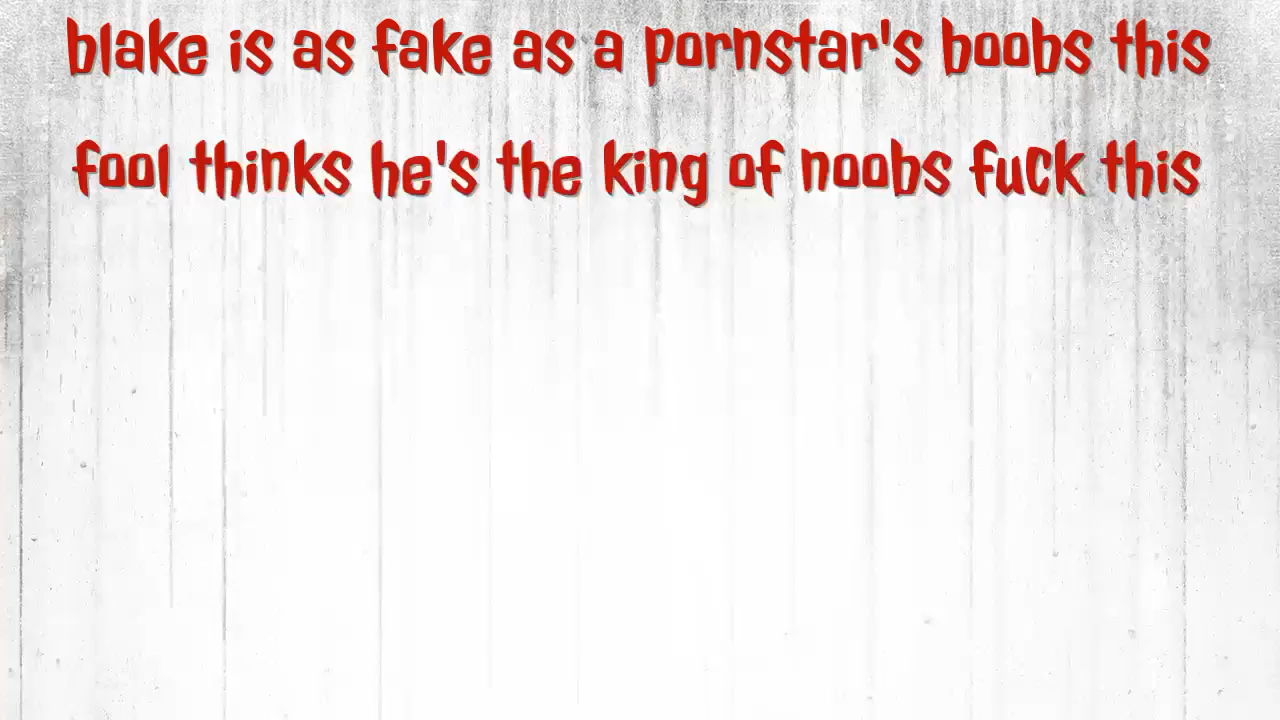 blake is as fake as a pornstar's boobs this
fool thinks he's the king of noobs fuck this